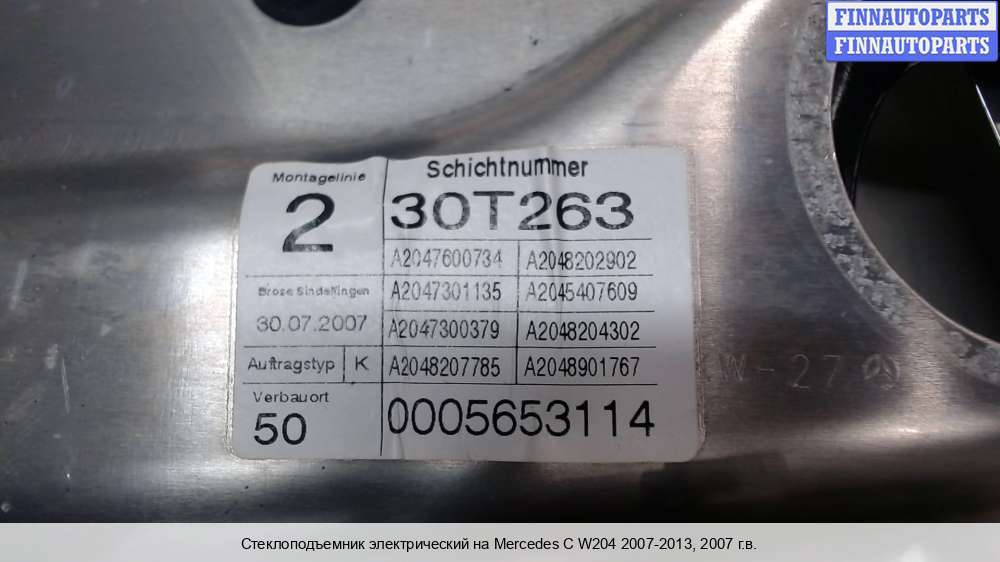 FINNAUTOPARTS
FINNAUTOPARTS
Montagelinie
2
Schichtnummer
30T263
A2047600734 A2048202902
Brose Sindelfingen
A2047301135 A2045407609
30.07.2007
A2047300379 A2048204302
Auftragstyp K
A2048207785 A2048901767
Verbauort
50
0005653114
W-27
Стеклоподъемник электрический на Mercedes C W204 2007-2013, 2007 г.в.